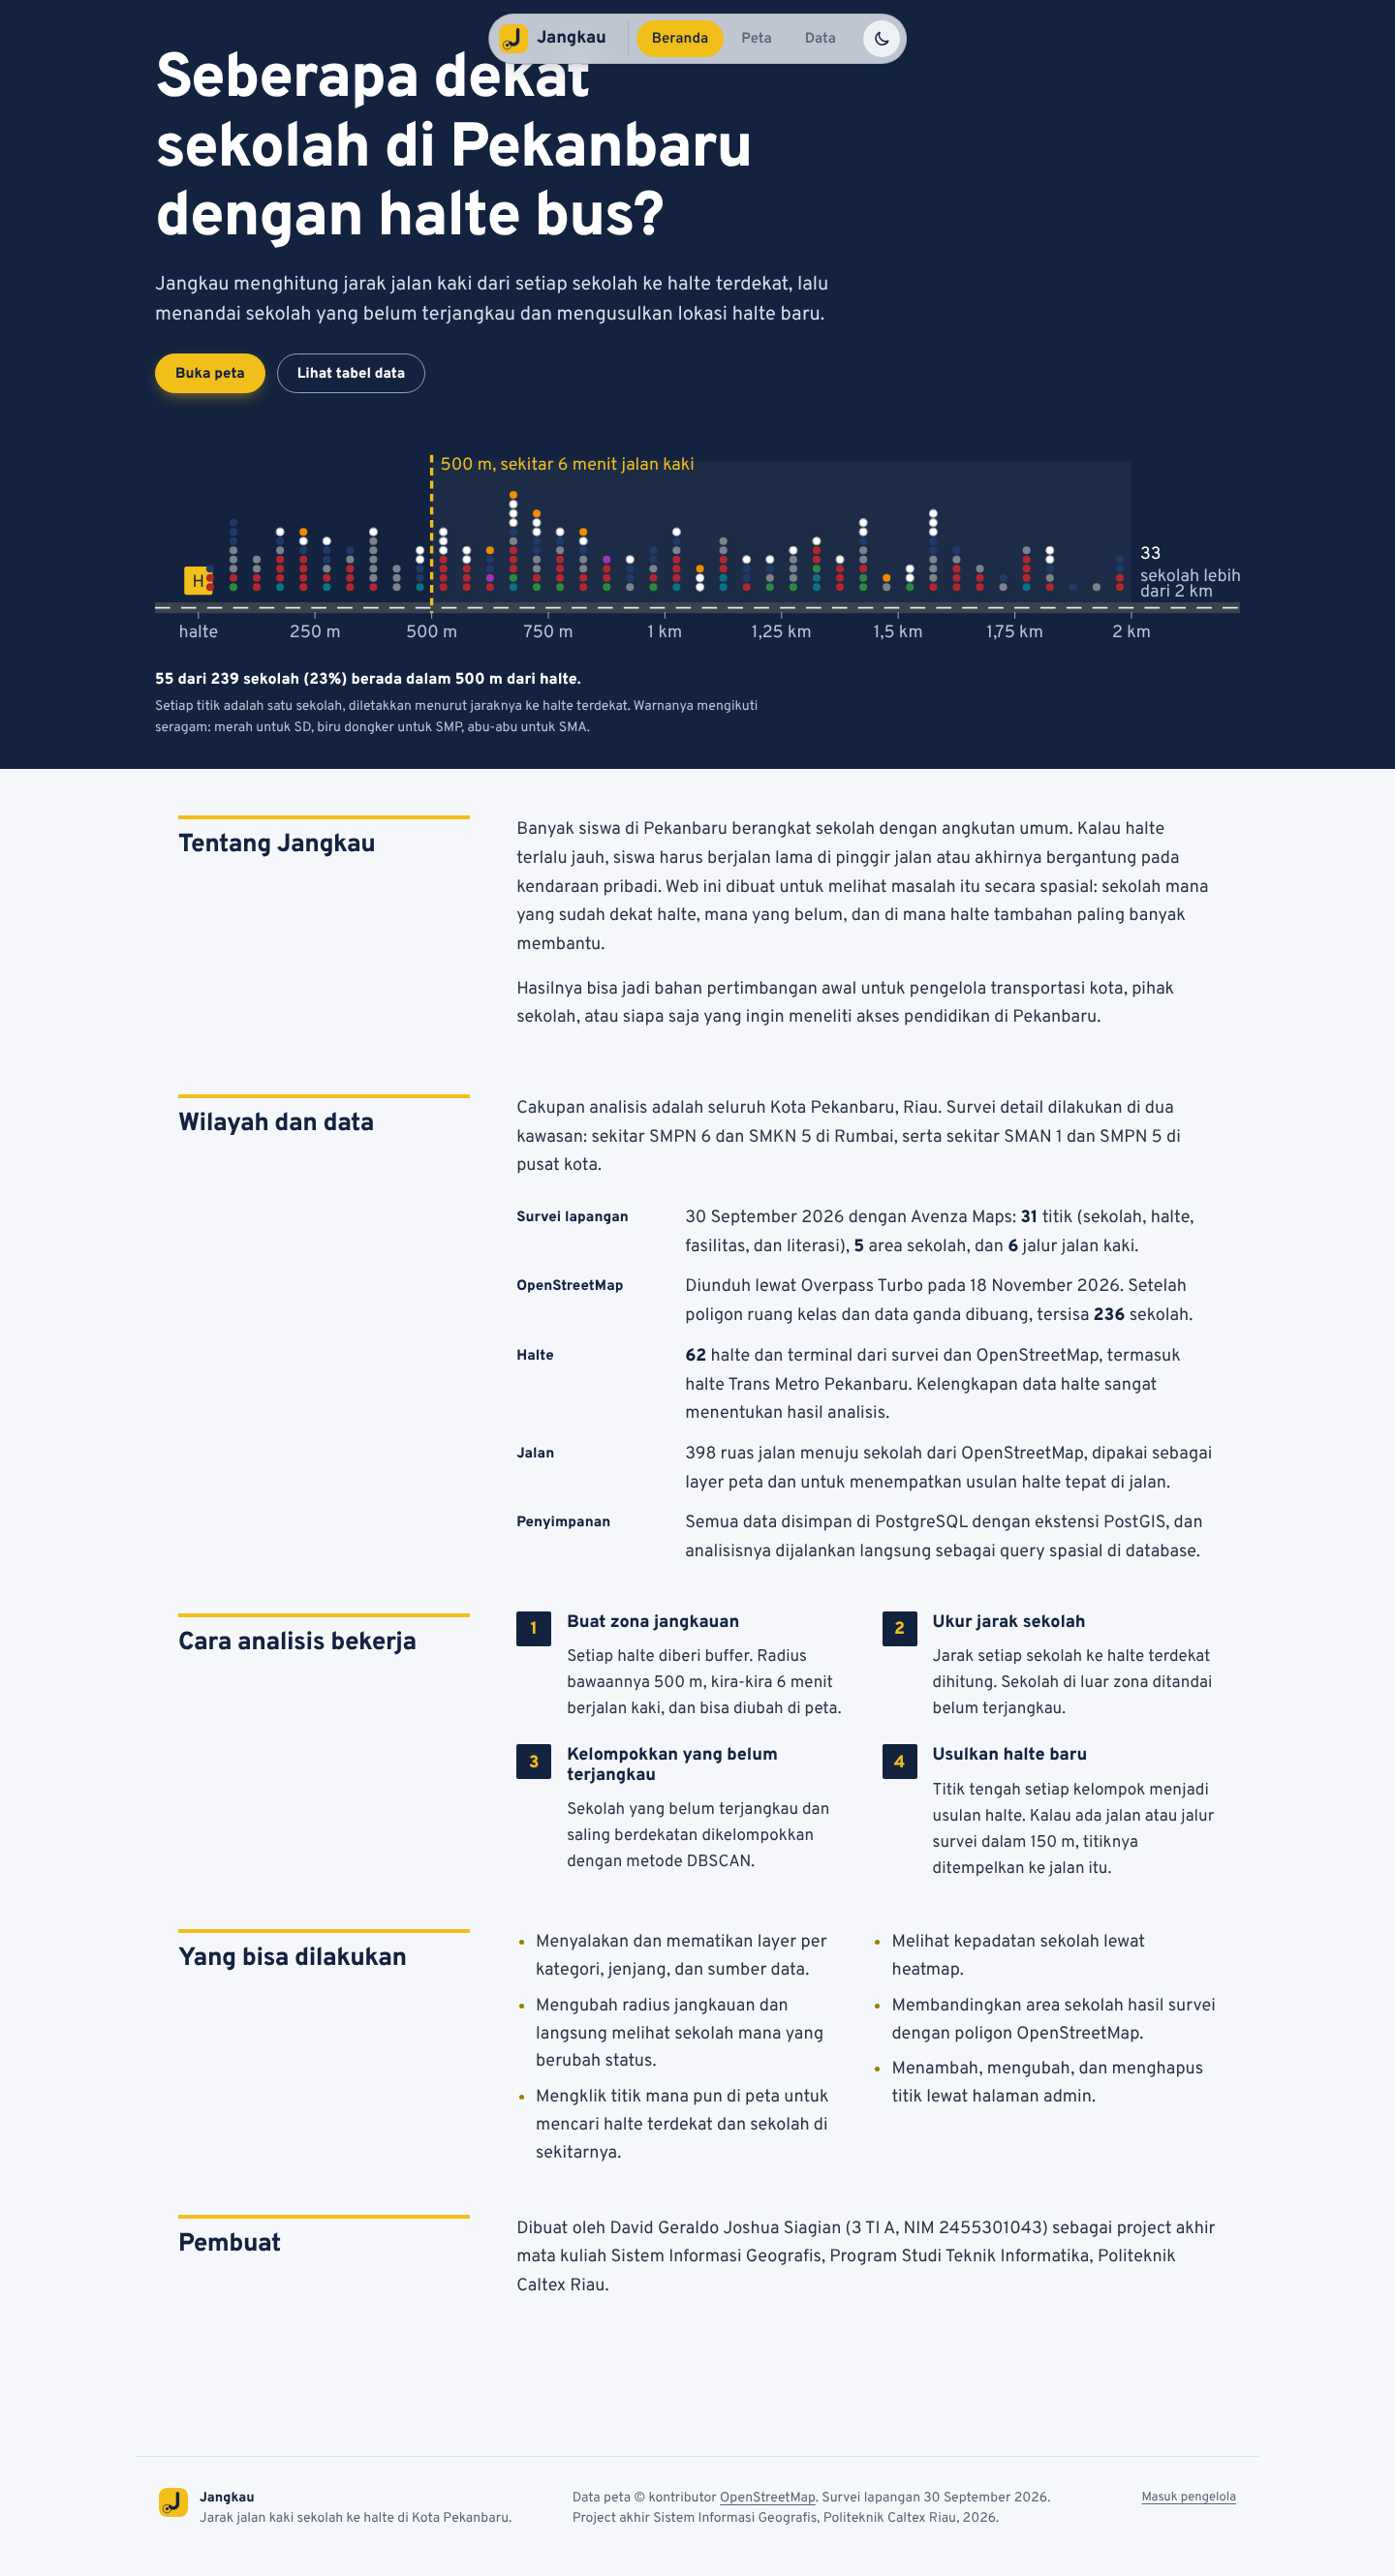 Jangkau
Beranda
Peta
Data
Seberapa dekat
sekolah di Pekanbaru
dengan halte bus?
Jangkau menghitung jarak jalan kaki dari setiap sekolah ke halte terdekat, lalu
menandai sekolah yang belum terjangkau dan mengusulkan lokasi halte baru.
Buka peta
Lihat tabel data
500 m, sekitar 6 menit jalan kaki
33
sekolah lebih
dari 2 km
H
halte
250 m
500 m
750 m
1 km
1,25 km
1,5 km
1,75 km
2 km
55 dari 239 sekolah (23%) berada dalam 500 m dari halte.
Setiap titik adalah satu sekolah, diletakkan menurut jaraknya ke halte terdekat. Warnanya mengikuti
seragam: merah untuk SD, biru dongker untuk SMP, abu-abu untuk SMA.
Tentang Jangkau
Banyak siswa di Pekanbaru berangkat sekolah dengan angkutan umum. Kalau halte
terlalu jauh, siswa harus berjalan lama di pinggir jalan atau akhirnya bergantung pada
kendaraan pribadi. Web ini dibuat untuk melihat masalah itu secara spasial: sekolah mana
yang sudah dekat halte, mana yang belum, dan di mana halte tambahan paling banyak
membantu.
Hasilnya bisa jadi bahan pertimbangan awal untuk pengelola transportasi kota, pihak
sekolah, atau siapa saja yang ingin meneliti akses pendidikan di Pekanbaru.
Wilayah dan data
Cakupan analisis adalah seluruh Kota Pekanbaru, Riau. Survei detail dilakukan di dua
kawasan: sekitar SMPN 6 dan SMKN 5 di Rumbai, serta sekitar SMAN 1 dan SMPN 5 di
pusat kota.
Survei lapangan
30 September 2026 dengan Avenza Maps: 31 titik (sekolah, halte,
fasilitas, dan literasi), 5 area sekolah, dan 6 jalur jalan kaki.
OpenStreetMap
Diunduh lewat Overpass Turbo pada 18 November 2026. Setelah
poligon ruang kelas dan data ganda dibuang, tersisa 236 sekolah.
Halte
62 halte dan terminal dari survei dan OpenStreetMap, termasuk
halte Trans Metro Pekanbaru. Kelengkapan data halte sangat
menentukan hasil analisis.
Jalan
398 ruas jalan menuju sekolah dari OpenStreetMap, dipakai sebagai
layer peta dan untuk menempatkan usulan halte tepat di jalan.
Penyimpanan
Semua data disimpan di PostgreSQL dengan ekstensi PostGIS, dan
analisisnya dijalankan langsung sebagai query spasial di database.
Cara analisis bekerja
1
Buat zona jangkauan
Setiap halte diberi buffer. Radius
bawaannya 500 m, kira-kira 6 menit
berjalan kaki, dan bisa diubah di peta.
2
Ukur jarak sekolah
Jarak setiap sekolah ke halte terdekat
dihitung. Sekolah di luar zona ditandai
belum terjangkau.
3
Kelompokkan yang belum
terjangkau
Sekolah yang belum terjangkau dan
saling berdekatan dikelompokkan
dengan metode DBSCAN.
4
Usulkan halte baru
Titik tengah setiap kelompok menjadi
usulan halte. Kalau ada jalan atau jalur
survei dalam 150 m, titiknya
ditempelkan ke jalan itu.
Yang bisa dilakukan
Menyalakan dan mematikan layer per
kategori, jenjang, dan sumber data.
Mengubah radius jangkauan dan
langsung melihat sekolah mana yang
berubah status.
Mengklik titik mana pun di peta untuk
mencari halte terdekat dan sekolah di
sekitarnya.
Melihat kepadatan sekolah lewat
heatmap.
Membandingkan area sekolah hasil survei
dengan poligon OpenStreetMap.
Menambah, mengubah, dan menghapus
titik lewat halaman admin.
Pembuat
Dibuat oleh David Geraldo Joshua Siagian (3 TI A, NIM 2455301043) sebagai project akhir
mata kuliah Sistem Informasi Geografis, Program Studi Teknik Informatika, Politeknik
Caltex Riau.
Jangkau
Jarak jalan kaki sekolah ke halte di Kota Pekanbaru.
Data peta © kontributor OpenStreetMap. Survei lapangan 30 September 2026.
Project akhir Sistem Informasi Geografis, Politeknik Caltex Riau, 2026.
Masuk pengelola